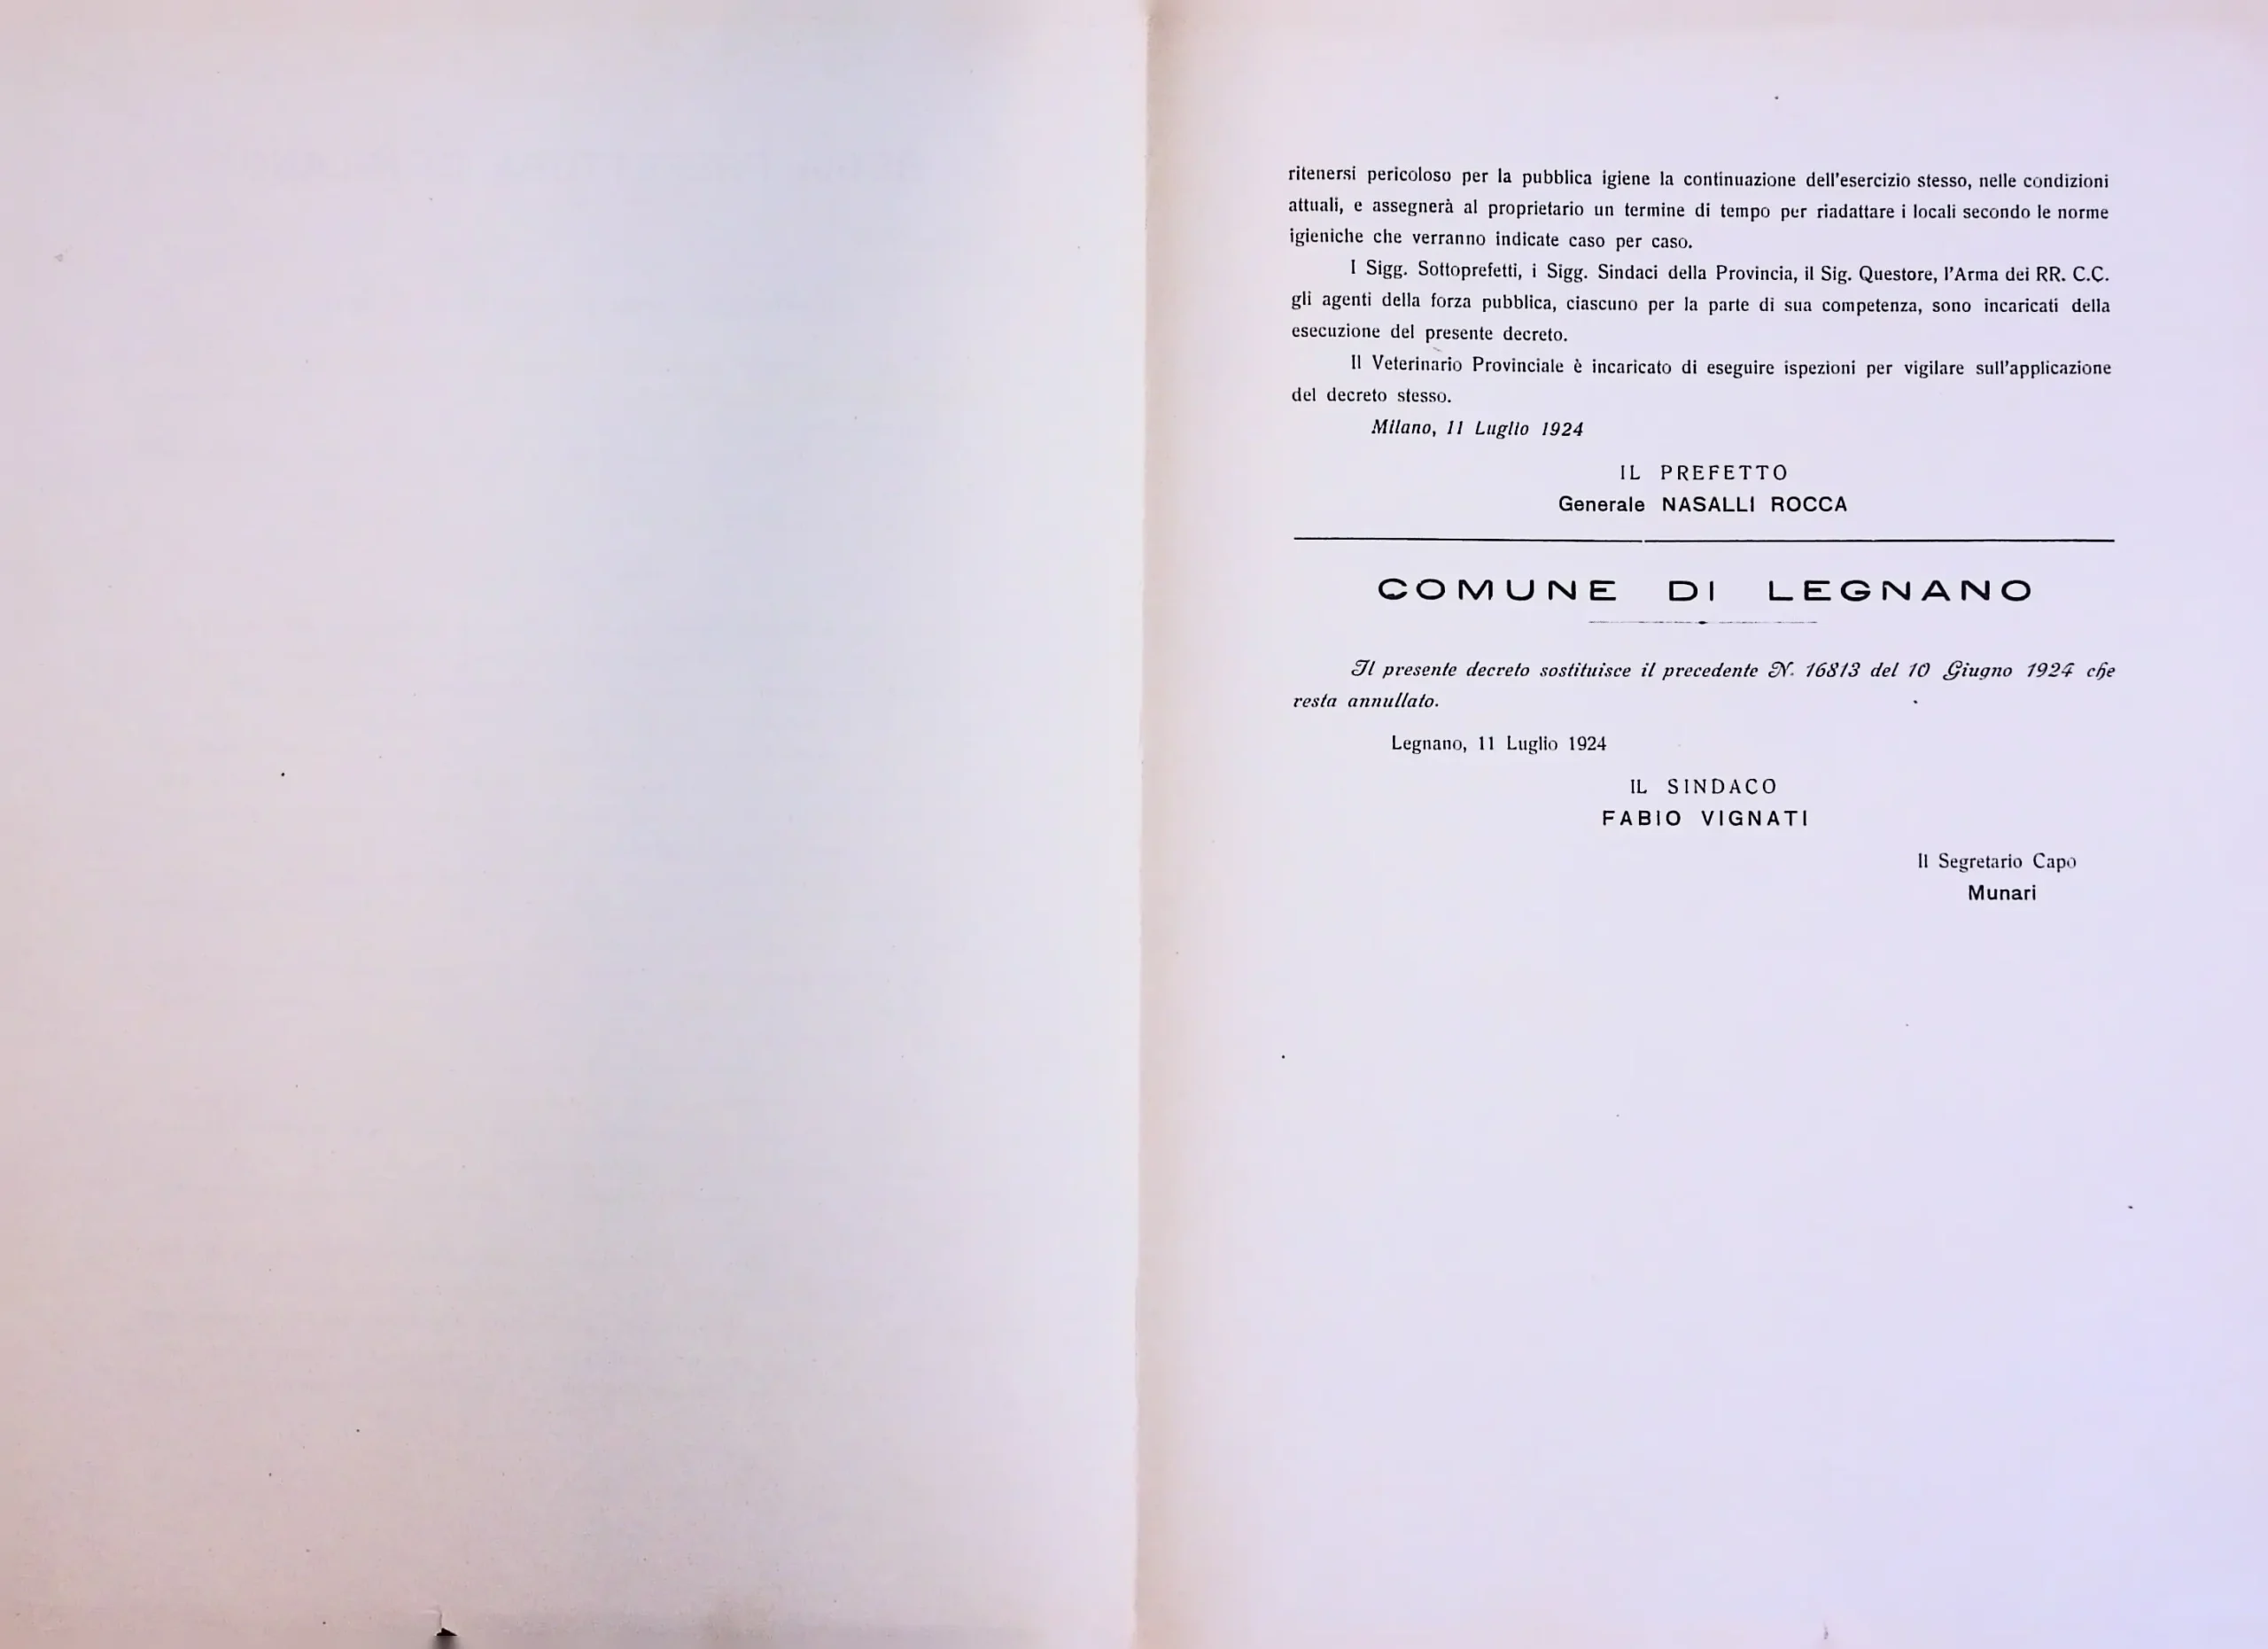 ritenersi pericoloso per la pubblica igiene la continuazione dell'esercizio stesso, nelle condizioni
attuali, e assegnerà al proprietario un termine di tempo per riadattare i locali secondo le norme
igieniche che verranno indicate caso per caso.
I Sigg. Sottoprefetti, i Sigg. Sindaci della Provincia, il Sig. Questore, l'Arma dei RR. C.C.
gli agenti della forza pubblica, ciascuno per la parte di sua competenza, sono incaricati della
esecuzione del presente decreto.
Il Veterinario Provinciale è incaricato di eseguire ispezioni per vigilare sull'applicazione
del decreto stesso.
Milano, 11 Luglio 1924
IL PREFETTO
Generale NASALLI ROCCA
COMUNE DI LEGNANO
Il presente decreto sostituisce il precedente N. 16813 del 10 Giugno 1924 che
resta annullato.
Legnano, 11 Luglio 1924
IL SINDACO
FABIO VIGNATI
Il Segretario Capo
Munari